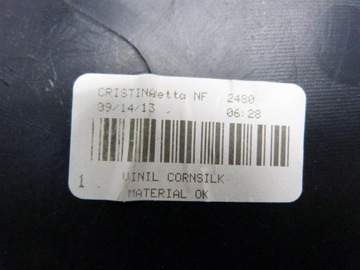 CRISTINAetta NF 2480
09/14/13 06:28
1 VINIL CORNSILK
MATERIAL OK